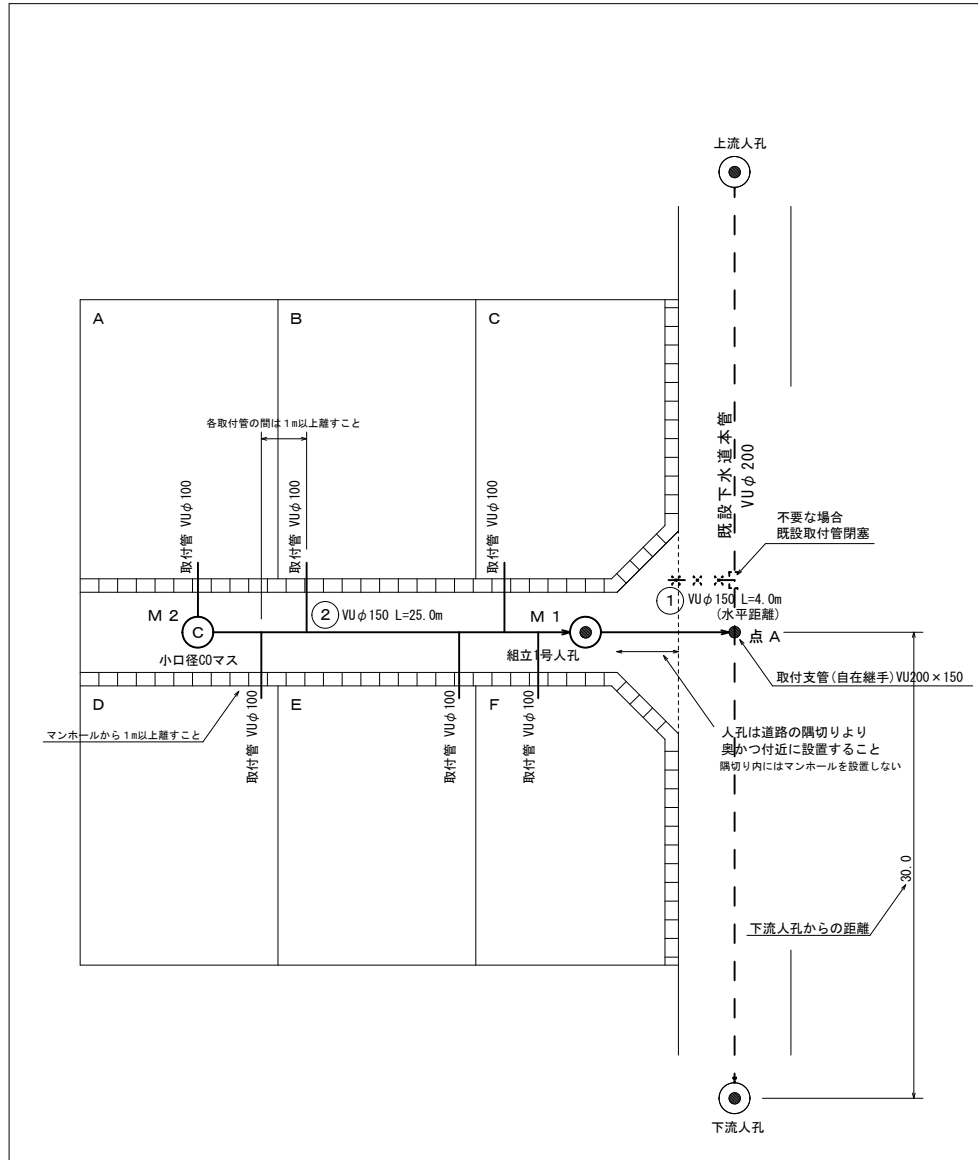 上流人孔
A
B
C
各取付管の間は1m以上離すこと
既設下水道本管
VUφ200
取付管 VUφ100
取付管 VUφ100
取付管 VUφ100
不要な場合
既設取付管閉塞
M2
C
小口径COマス
② VUφ150 L=25.0m
M1
組立1号人孔
① VUφ150 L=4.0m
(水平距離)
点A
取付支管(自在継手)VU200×150
D
E
F
マンホールから1m以上離すこと
取付管 VUφ100
取付管 VUφ100
取付管 VUφ100
人孔は道路の隅切りより
奥かつ付近に設置すること
隅切り内にはマンホールを設置しない
30.0
下流人孔からの距離
下流人孔